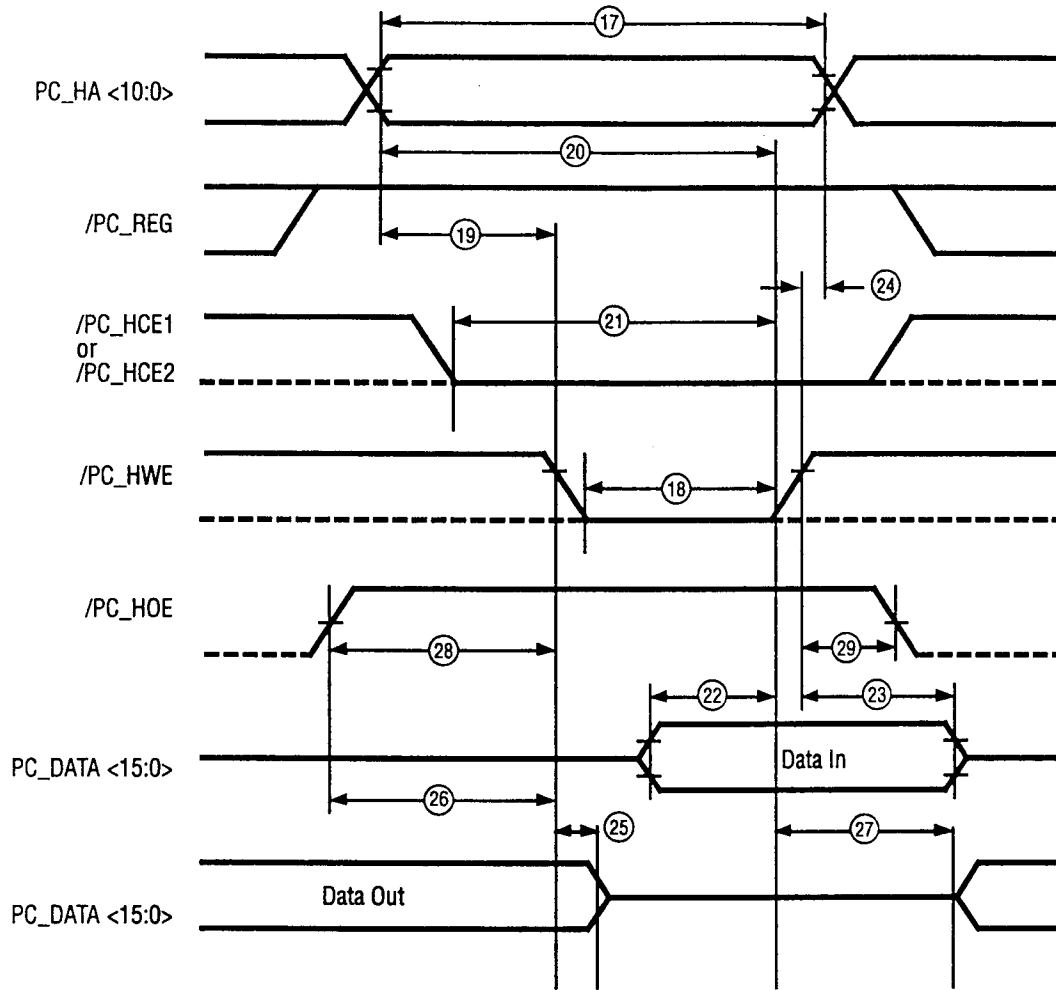 17
PC_HA <10:0>
20
/PC_REG
19
24
/PC_HCE1
or
/PC_HCE2
21
/PC_HWE
18
/PC_HOE
28
29
22
23
PC_DATA <15:0>
Data In
26
25
27
Data Out
PC_DATA <15:0>